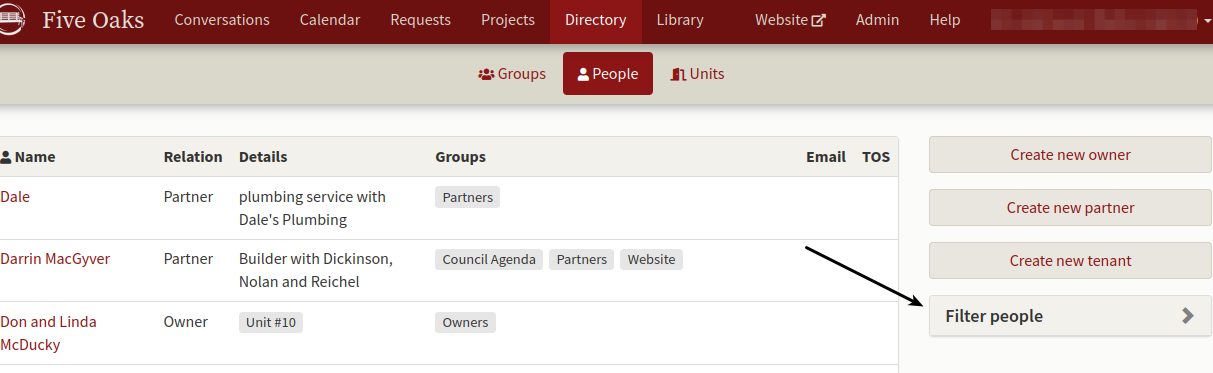 Five Oaks Conversations Calendar Requests Projects Directory Library Website Admin Help
Groups People Units
Name Relation Details Groups Email TOS
Create new owner
Dale Partner plumbing service with Partners
Dale's Plumbing
Create new partner
Darrin MacGyver Partner Builder with Dickinson, Council Agenda Partners Website
Nolan and Reichel
Create new tenant
Don and Linda Owner Unit #10 Owners
McDucky
Filter people